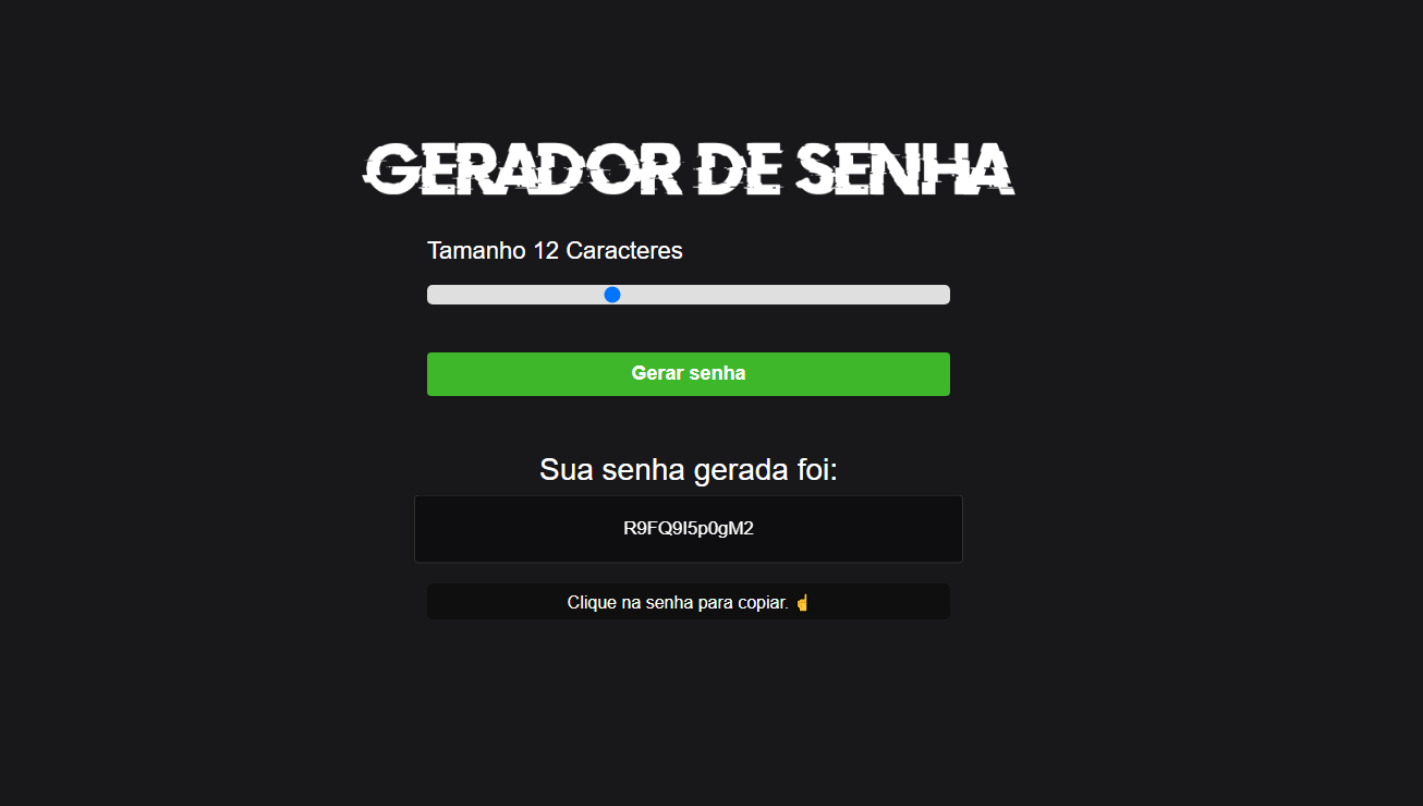 GERADOR DE SENHA
Tamanho 12 Caracteres
Gerar senha
Sua senha gerada foi:
R9FQ9I5p0gM2
Clique na senha para copiar. ☝